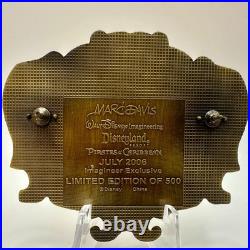 MARC DAVIS
Walt Disney Imagineering
Disneyland
RESORT
PIRATES of the CARIBBEAN
JULY 2006
Imagineer Exclusive
LIMITED EDITION OF 500
© Disney China